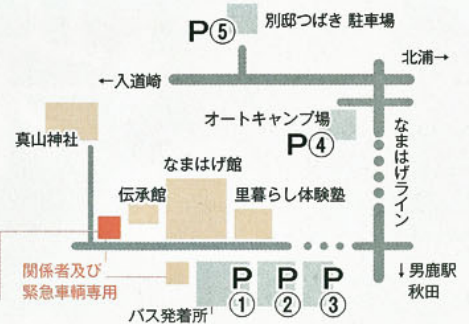 別邸つばき 駐車場
P⑤
北浦→
←入道崎
オートキャンプ場
P④
なまはげライン
真山神社
なまはげ館
伝承館
里暮らし体験塾
関係者及び
緊急車輌専用
P①
P②
P③
↓男鹿駅
秋田
バス発着所